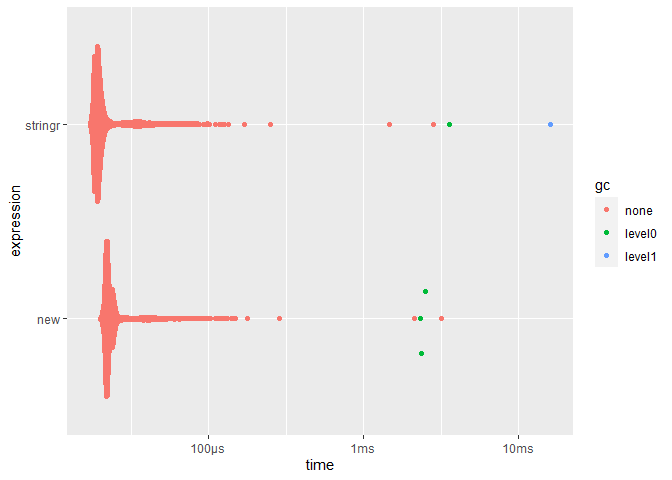 stringr
new
expression
100µs
1ms
10ms
time
gc
none
level0
level1